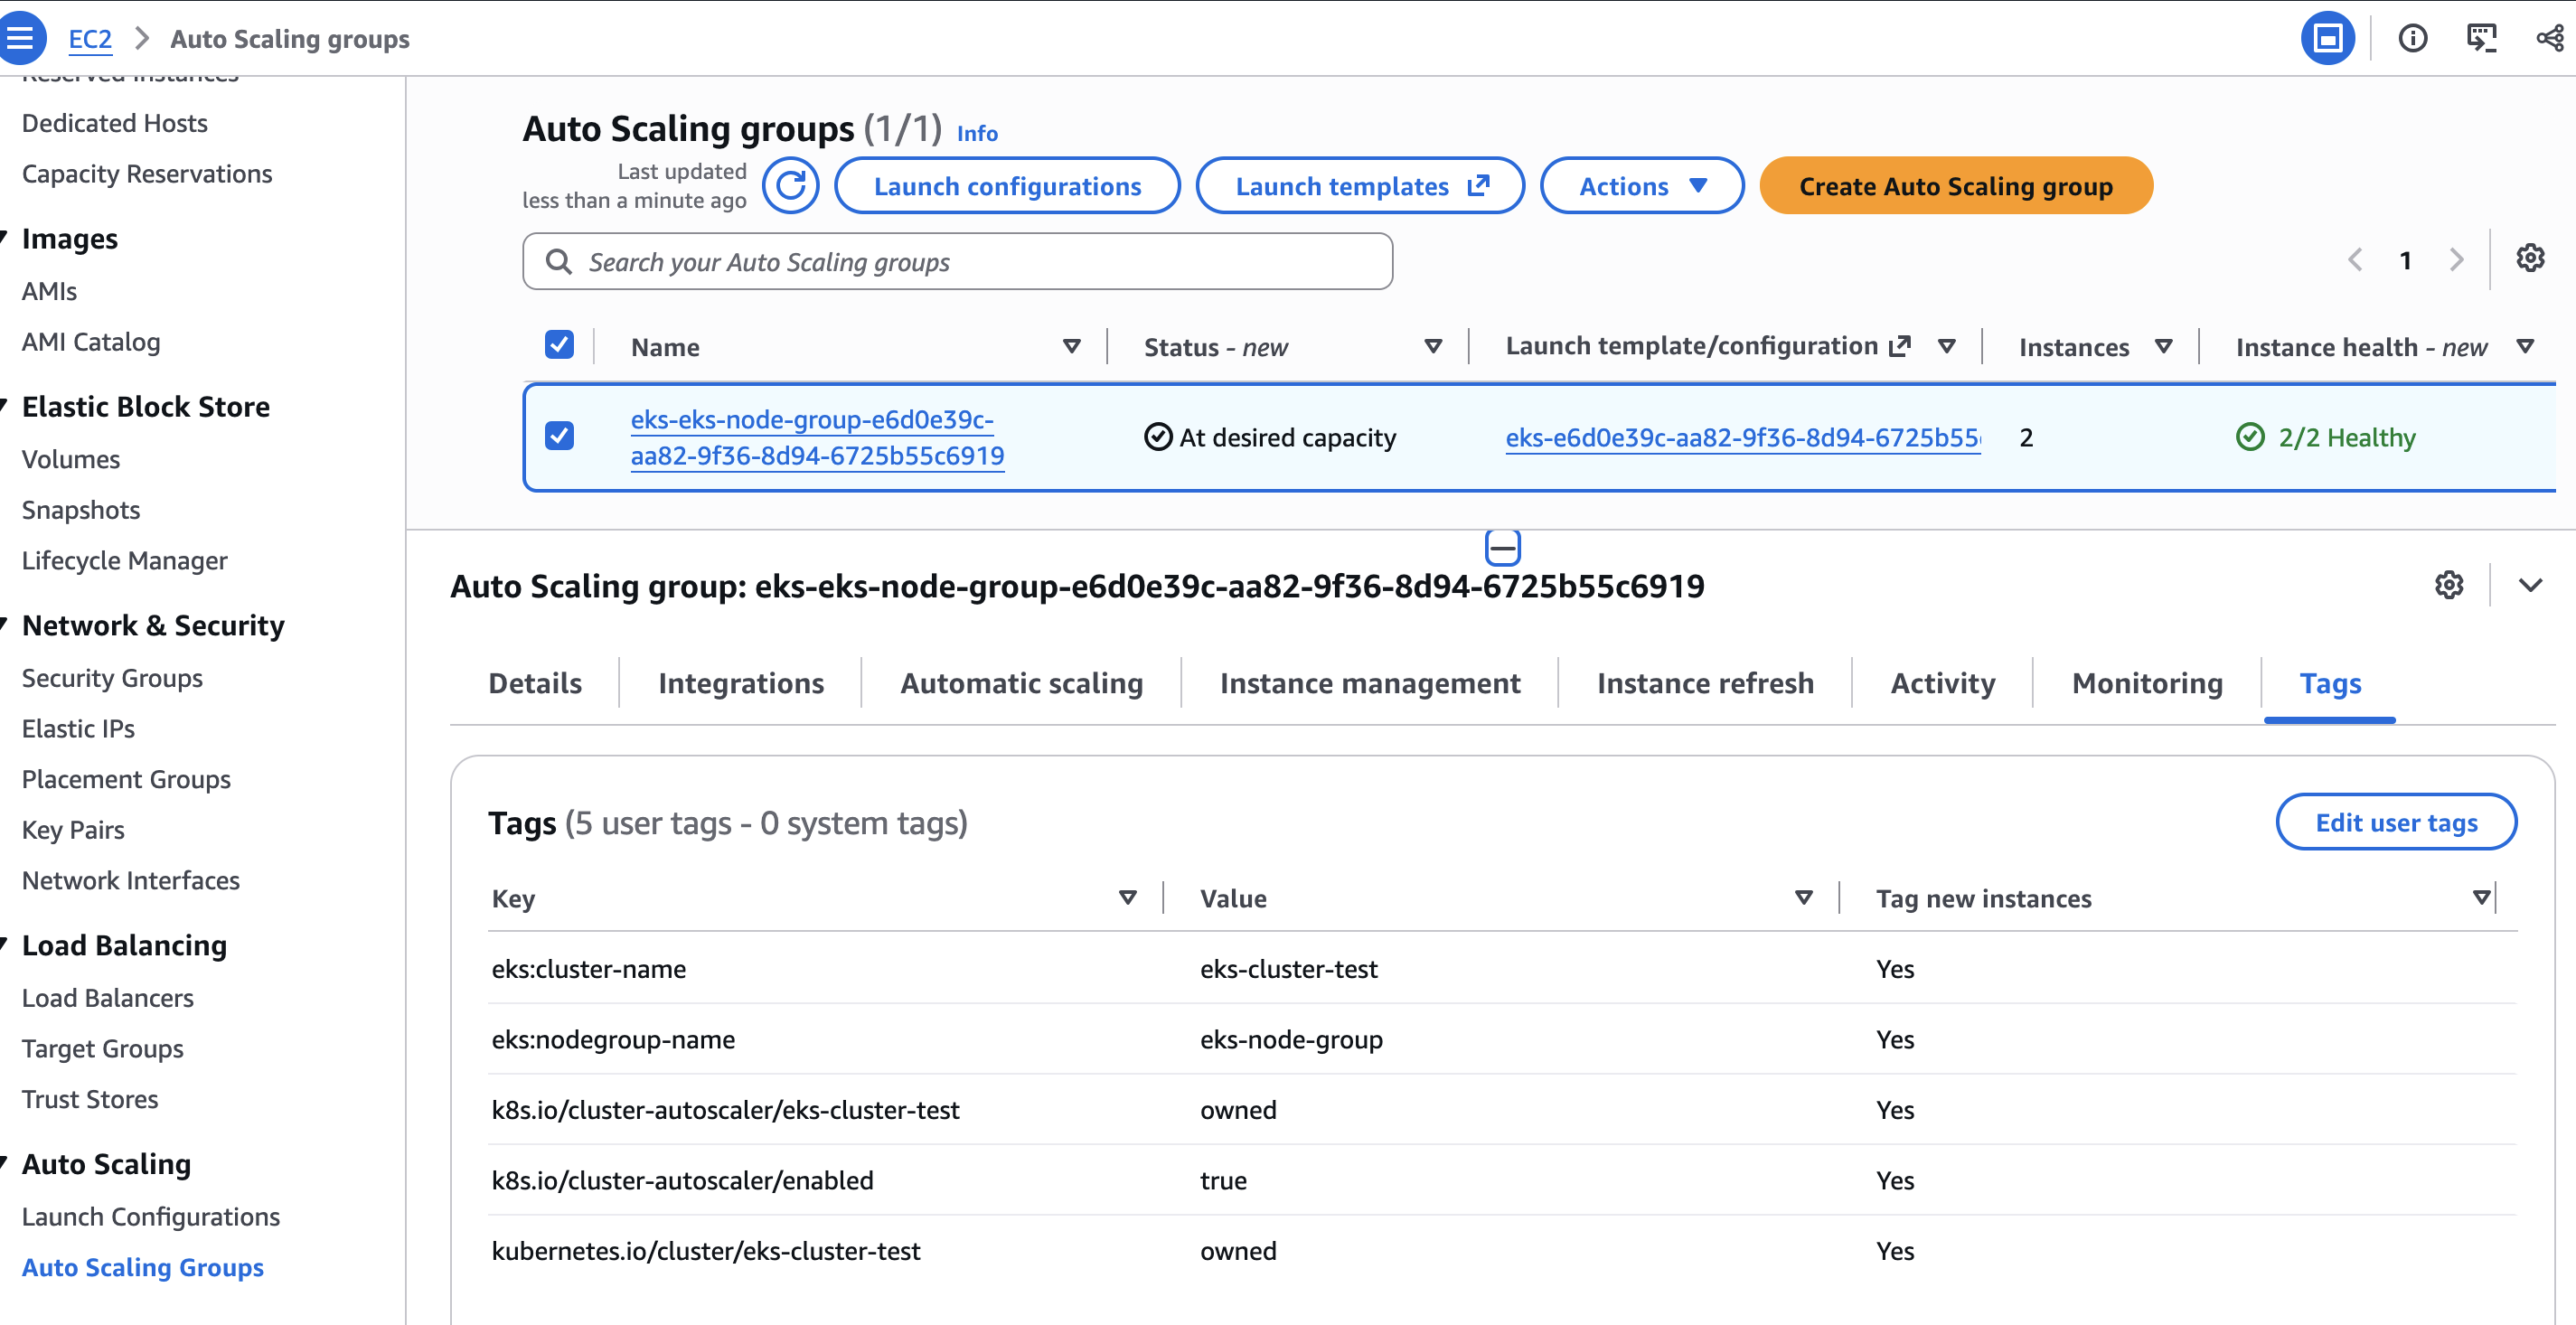 EC2 > Auto Scaling groups
Reserved Instances
Dedicated Hosts
Capacity Reservations
Images
AMIs
AMI Catalog
Elastic Block Store
Volumes
Snapshots
Lifecycle Manager
Network & Security
Security Groups
Elastic IPs
Placement Groups
Key Pairs
Network Interfaces
Load Balancing
Load Balancers
Target Groups
Trust Stores
Auto Scaling
Launch Configurations
Auto Scaling Groups
Auto Scaling groups (1/1) Info
Last updated
less than a minute ago
Launch configurations
Launch templates
Actions
Create Auto Scaling group
Search your Auto Scaling groups
1
Name Status - new Launch template/configuration Instances Instance health - new
eks-eks-node-group-e6d0e39c-
aa82-9f36-8d94-6725b55c6919
At desired capacity
eks-e6d0e39c-aa82-9f36-8d94-6725b55
2
2/2 Healthy
Auto Scaling group: eks-eks-node-group-e6d0e39c-aa82-9f36-8d94-6725b55c6919
Details Integrations Automatic scaling Instance management Instance refresh Activity Monitoring Tags
Tags (5 user tags - 0 system tags)
Edit user tags
Key Value Tag new instances
eks:cluster-name eks-cluster-test Yes
eks:nodegroup-name eks-node-group Yes
k8s.io/cluster-autoscaler/eks-cluster-test owned Yes
k8s.io/cluster-autoscaler/enabled true Yes
kubernetes.io/cluster/eks-cluster-test owned Yes